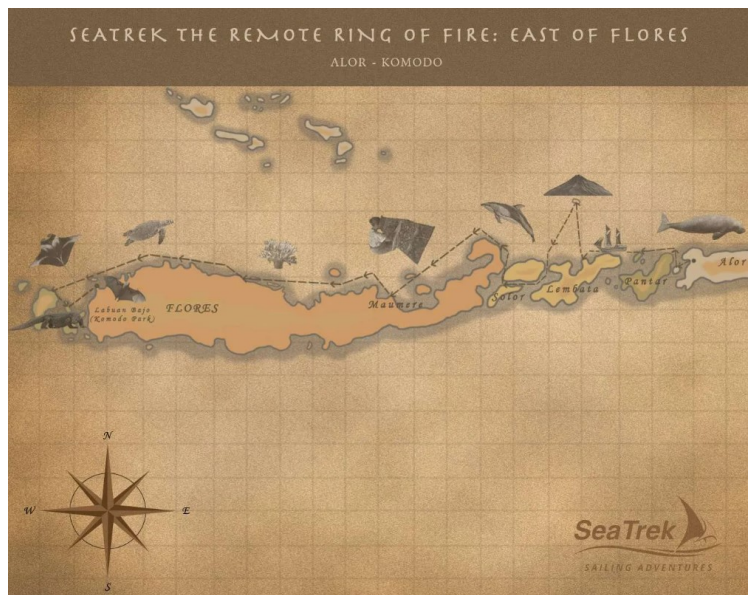 SEATREK THE REMOTE RING OF FIRE: EAST OF FLORES
ALOR - KOMODO
Alor
Pantar
Lembata
Solor
Maumere
FLORES
Labuan Bajo
(Komodo Park)
N
W
E
S
SeaTrek
SAILING ADVENTURES